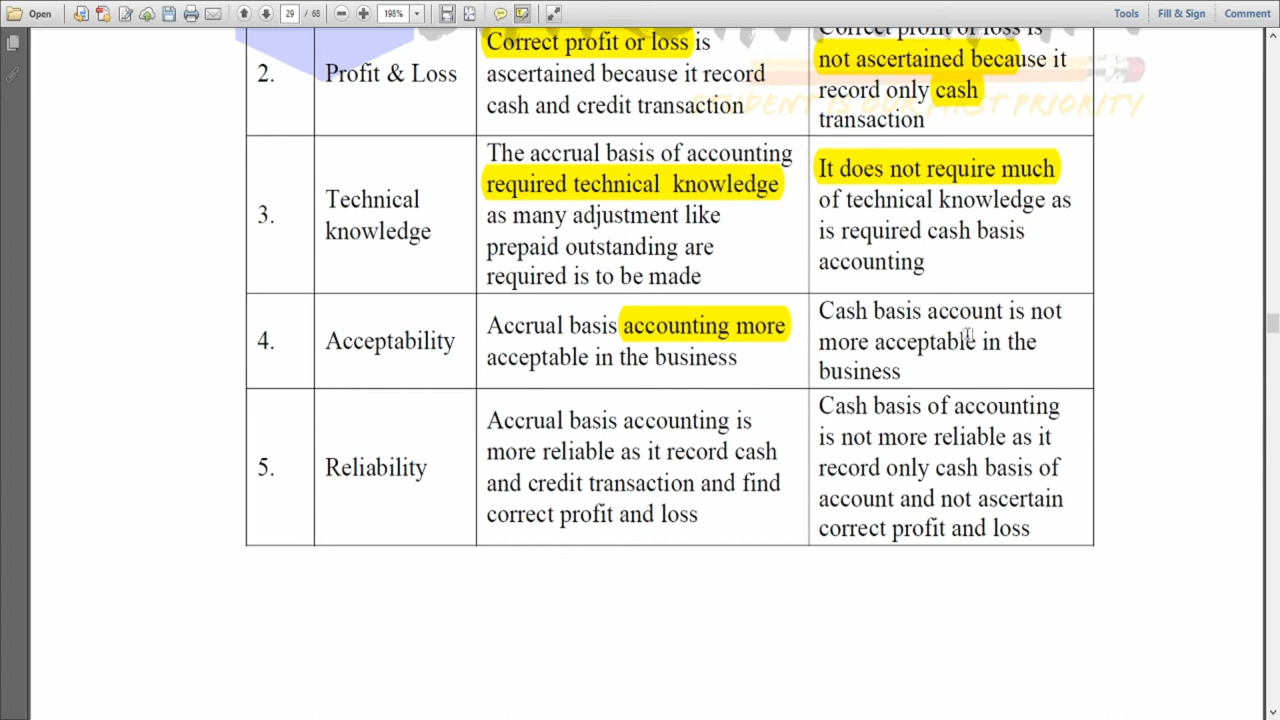 Open
29 / 68
198%
Tools
Fill & Sign
Comment
2.
Profit & Loss
Correct profit or loss is
ascertained because it record
cash and credit transaction
Correct profit or loss is
not ascertained because it
record only cash
transaction
STUDENT IS OUR FIRST PRIORITY
3.
Technical
knowledge
The accrual basis of accounting
required technical knowledge
as many adjustment like
prepaid outstanding are
required is to be made
It does not require much
of technical knowledge as
is required cash basis
accounting
4.
Acceptability
Accrual basis accounting more
acceptable in the business
Cash basis account is not
more acceptable in the
business
5.
Reliability
Accrual basis accounting is
more reliable as it record cash
and credit transaction and find
correct profit and loss
Cash basis of accounting
is not more reliable as it
record only cash basis of
account and not ascertain
correct profit and loss